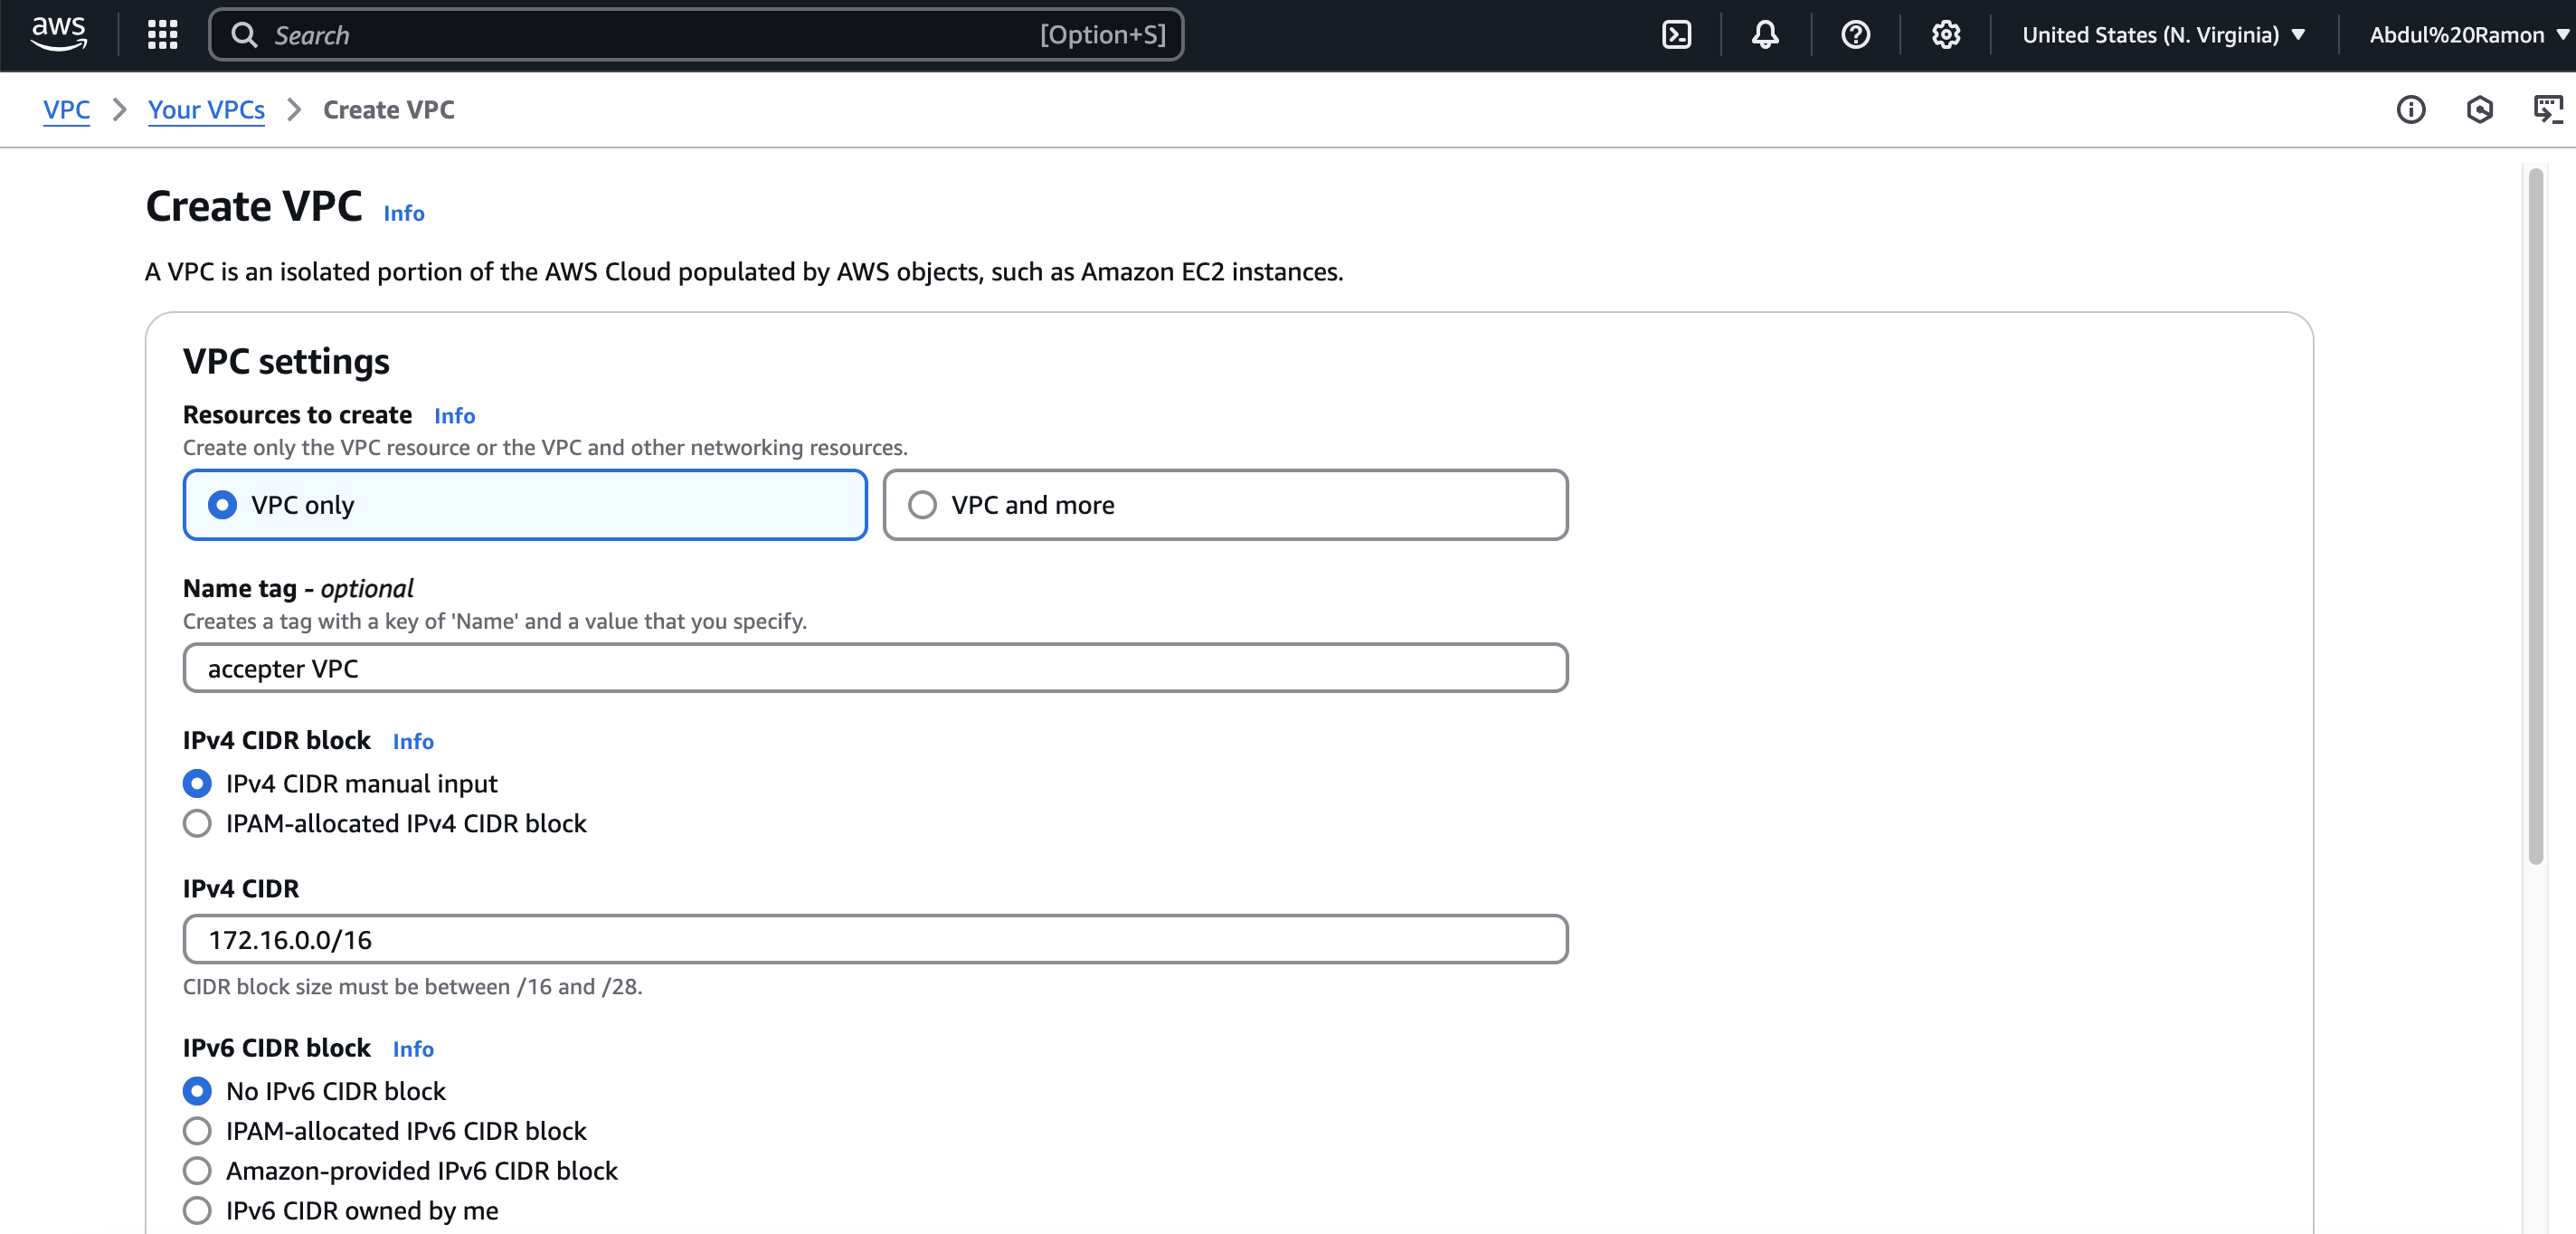 aws
Search [Option+S] United States (N. Virginia) Abdul%20Ramon
VPC Your VPCs Create VPC
Create VPC Info
A VPC is an isolated portion of the AWS Cloud populated by AWS objects, such as Amazon EC2 instances.
VPC settings
Resources to create Info
Create only the VPC resource or the VPC and other networking resources.
VPC only VPC and more
Name tag - optional
Creates a tag with a key of 'Name' and a value that you specify.
accepter VPC
IPv4 CIDR block Info
IPv4 CIDR manual input
IPAM-allocated IPv4 CIDR block
IPv4 CIDR
172.16.0.0/16
CIDR block size must be between /16 and /28.
IPv6 CIDR block Info
No IPv6 CIDR block
IPAM-allocated IPv6 CIDR block
Amazon-provided IPv6 CIDR block
IPv6 CIDR owned by me